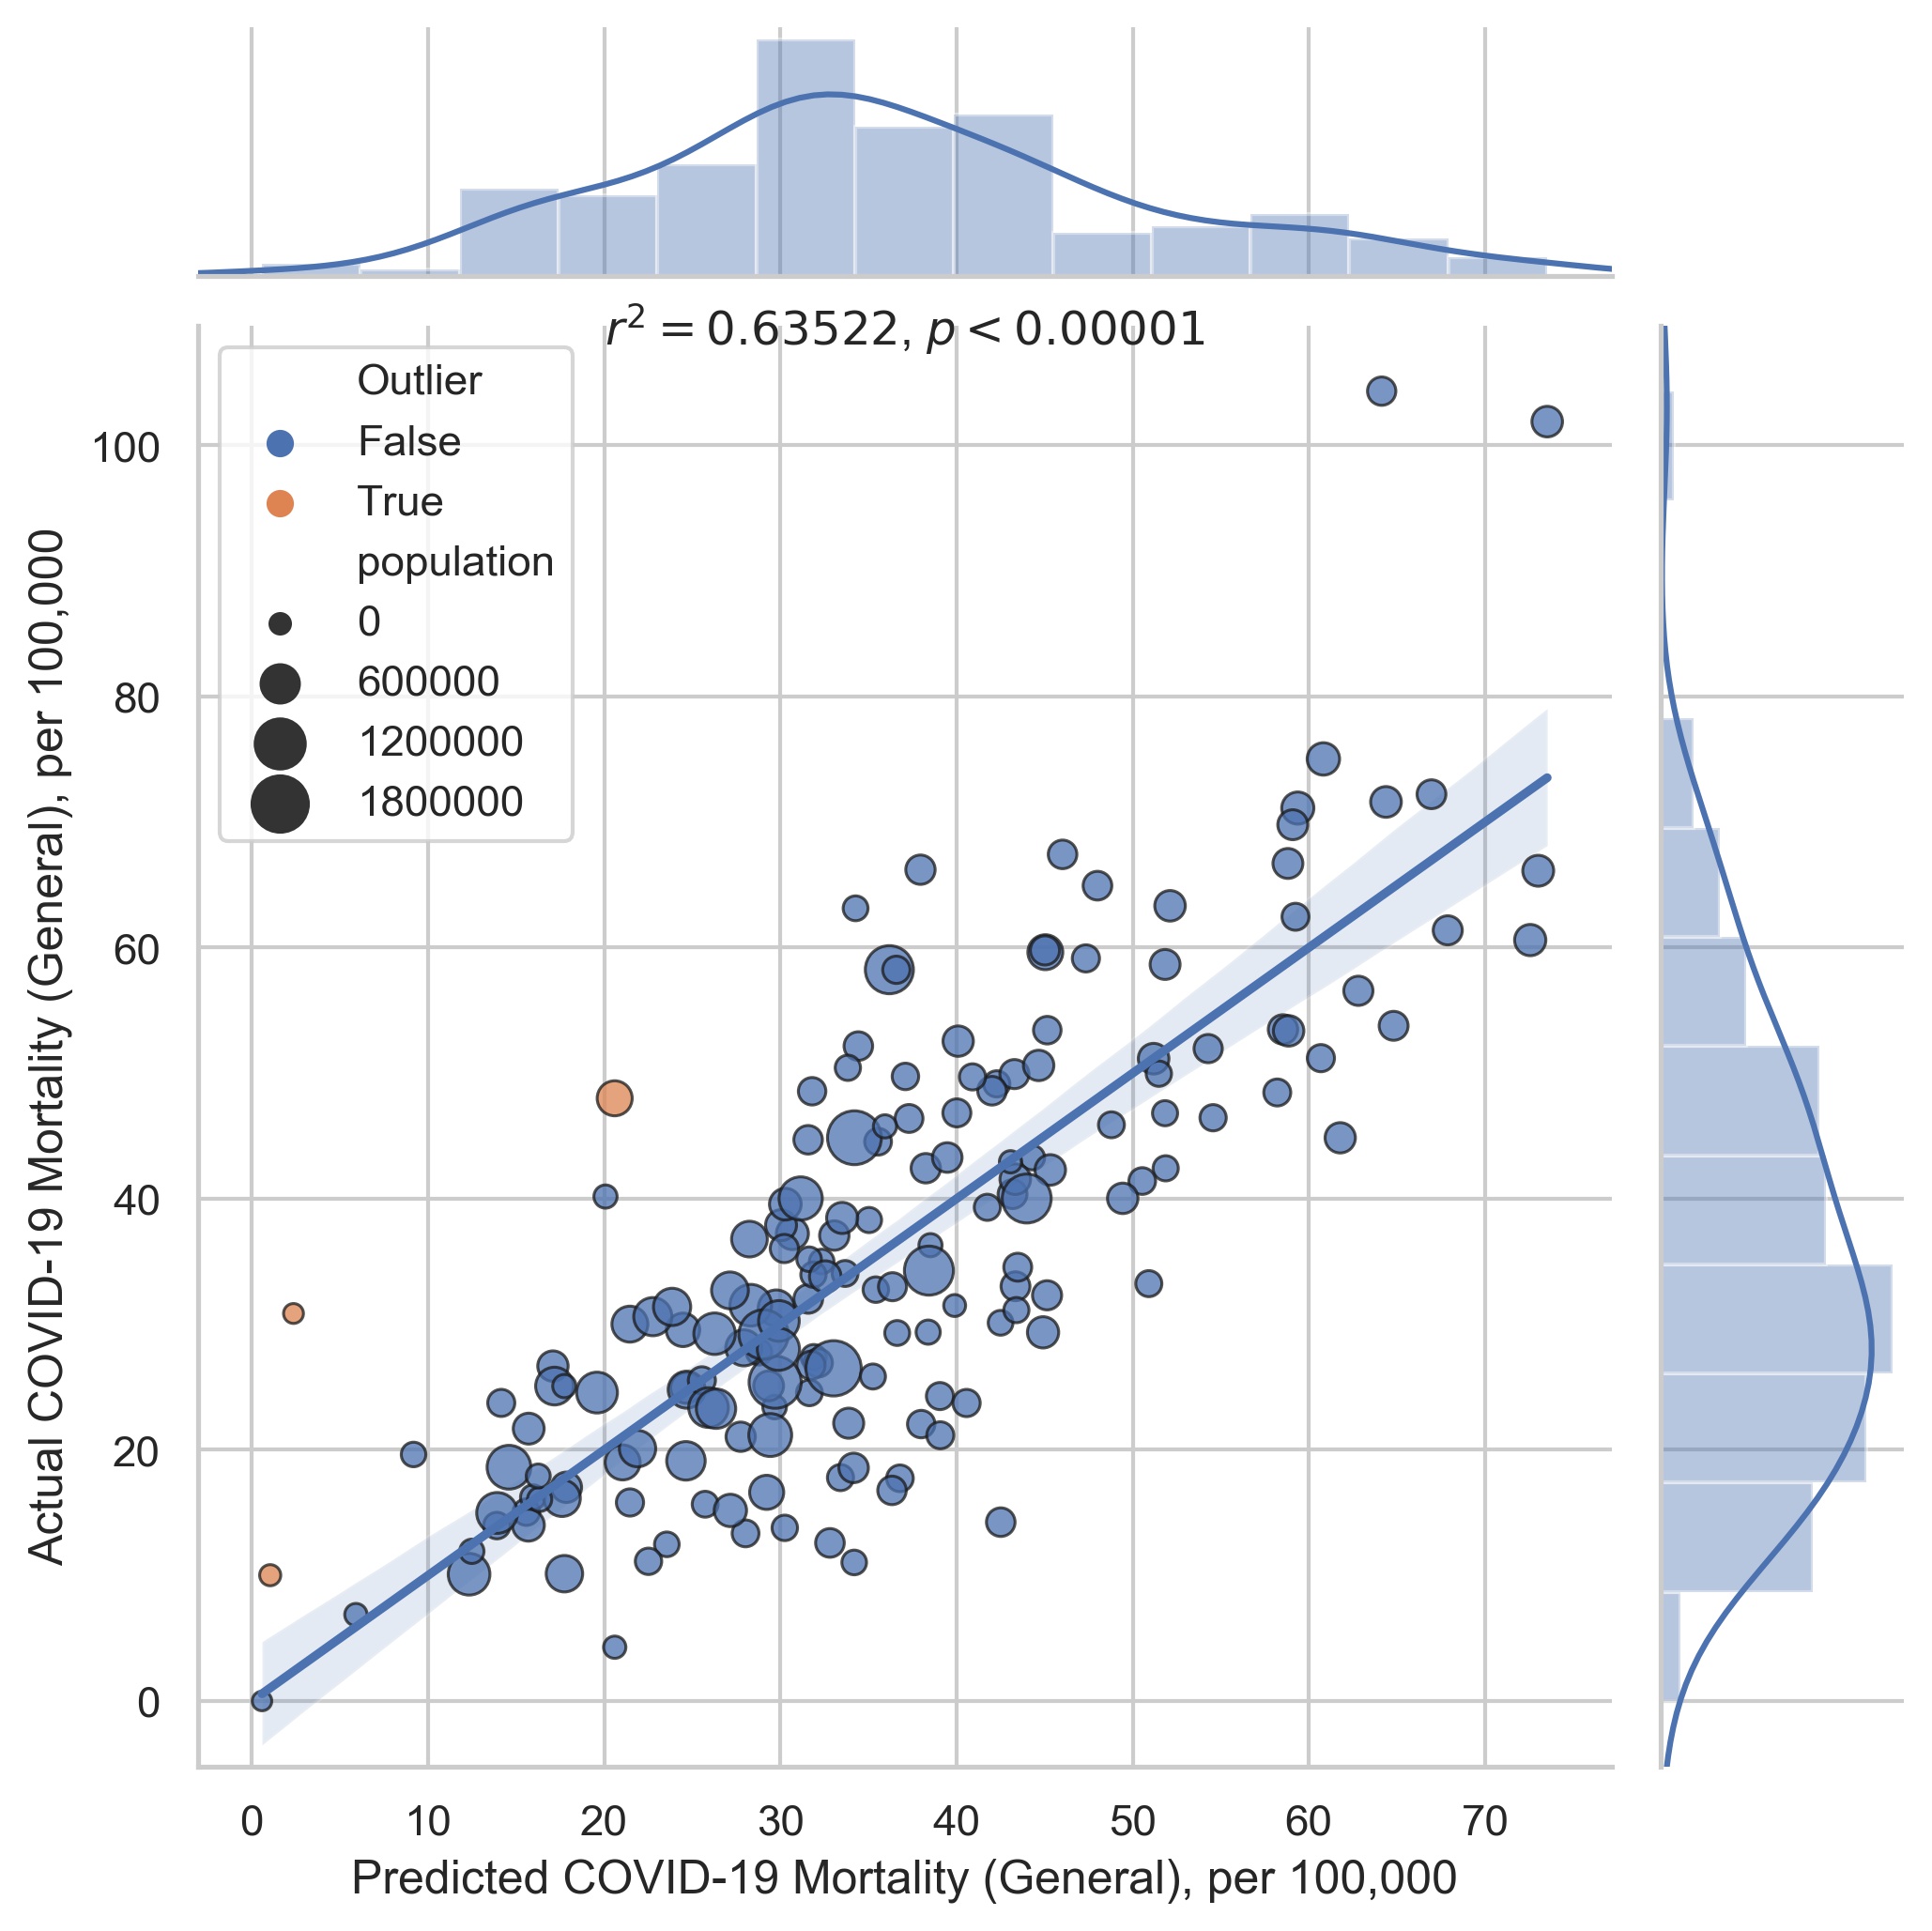 r² = 0.63522, p < 0.00001
Outlier
False
True
population
0
600000
1200000
1800000
100
80
60
40
20
0
Actual COVID-19 Mortality (General), per 100,000
0 10 20 30 40 50 60 70
Predicted COVID-19 Mortality (General), per 100,000